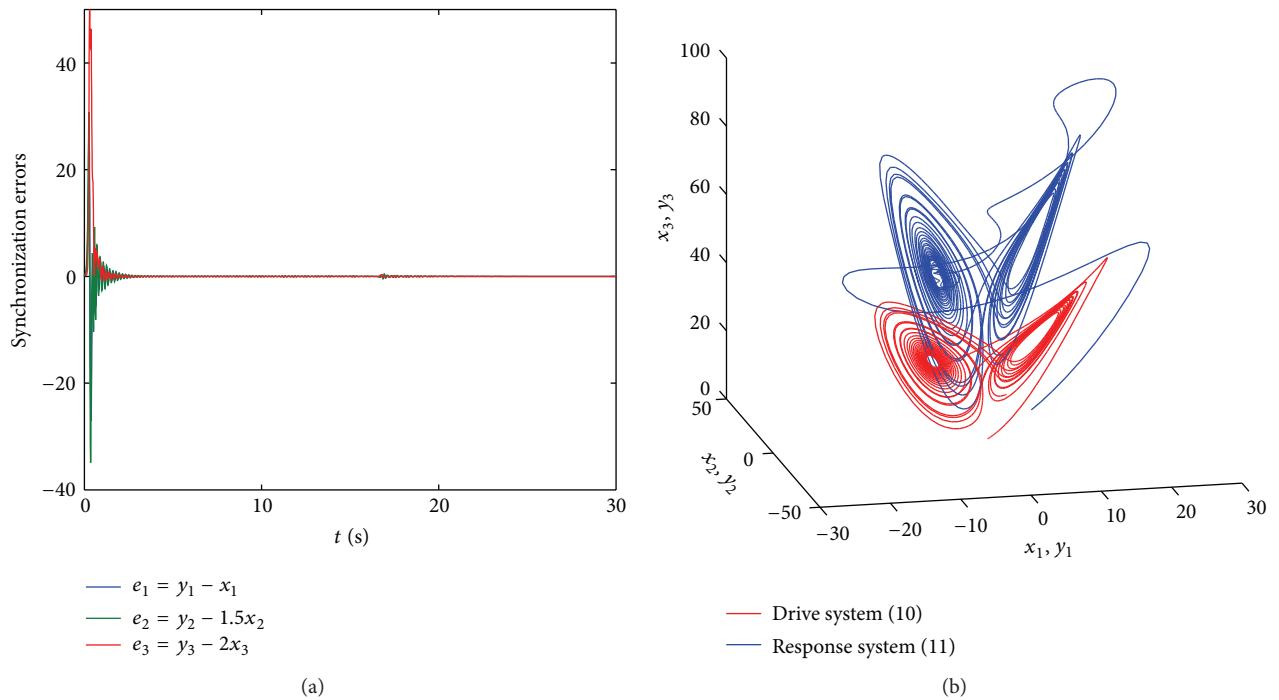 Synchronization errors
40
20
0
−20
−40
0
10
20
30
t (s)
e₁ = y₁ − x₁
e₂ = y₂ − 1.5x₂
e₃ = y₃ − 2x₃
(a)
x₃, y₃
100
80
60
40
20
0
50
0
−50
x₂, y₂
−30
−20
−10
0
10
20
30
x₁, y₁
Drive system (10)
Response system (11)
(b)